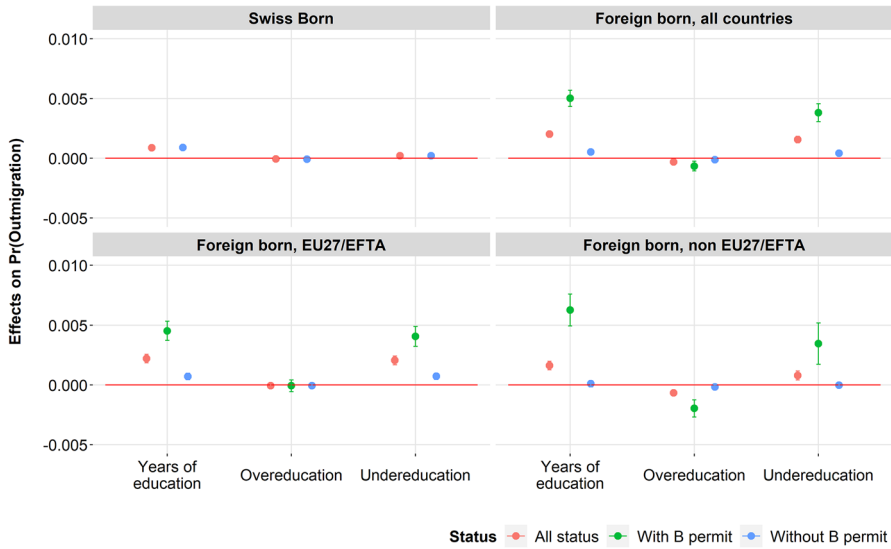 Swiss Born
Foreign born, all countries
0.010
0.005
0.000
-0.005
Effects on Pr(Outmigration)
Foreign born, EU27/EFTA
Foreign born, non EU27/EFTA
0.010
0.005
0.000
-0.005
Years of
education
Overeducation
Undereducation
Years of
education
Overeducation
Undereducation
Status All status With B permit Without B permit